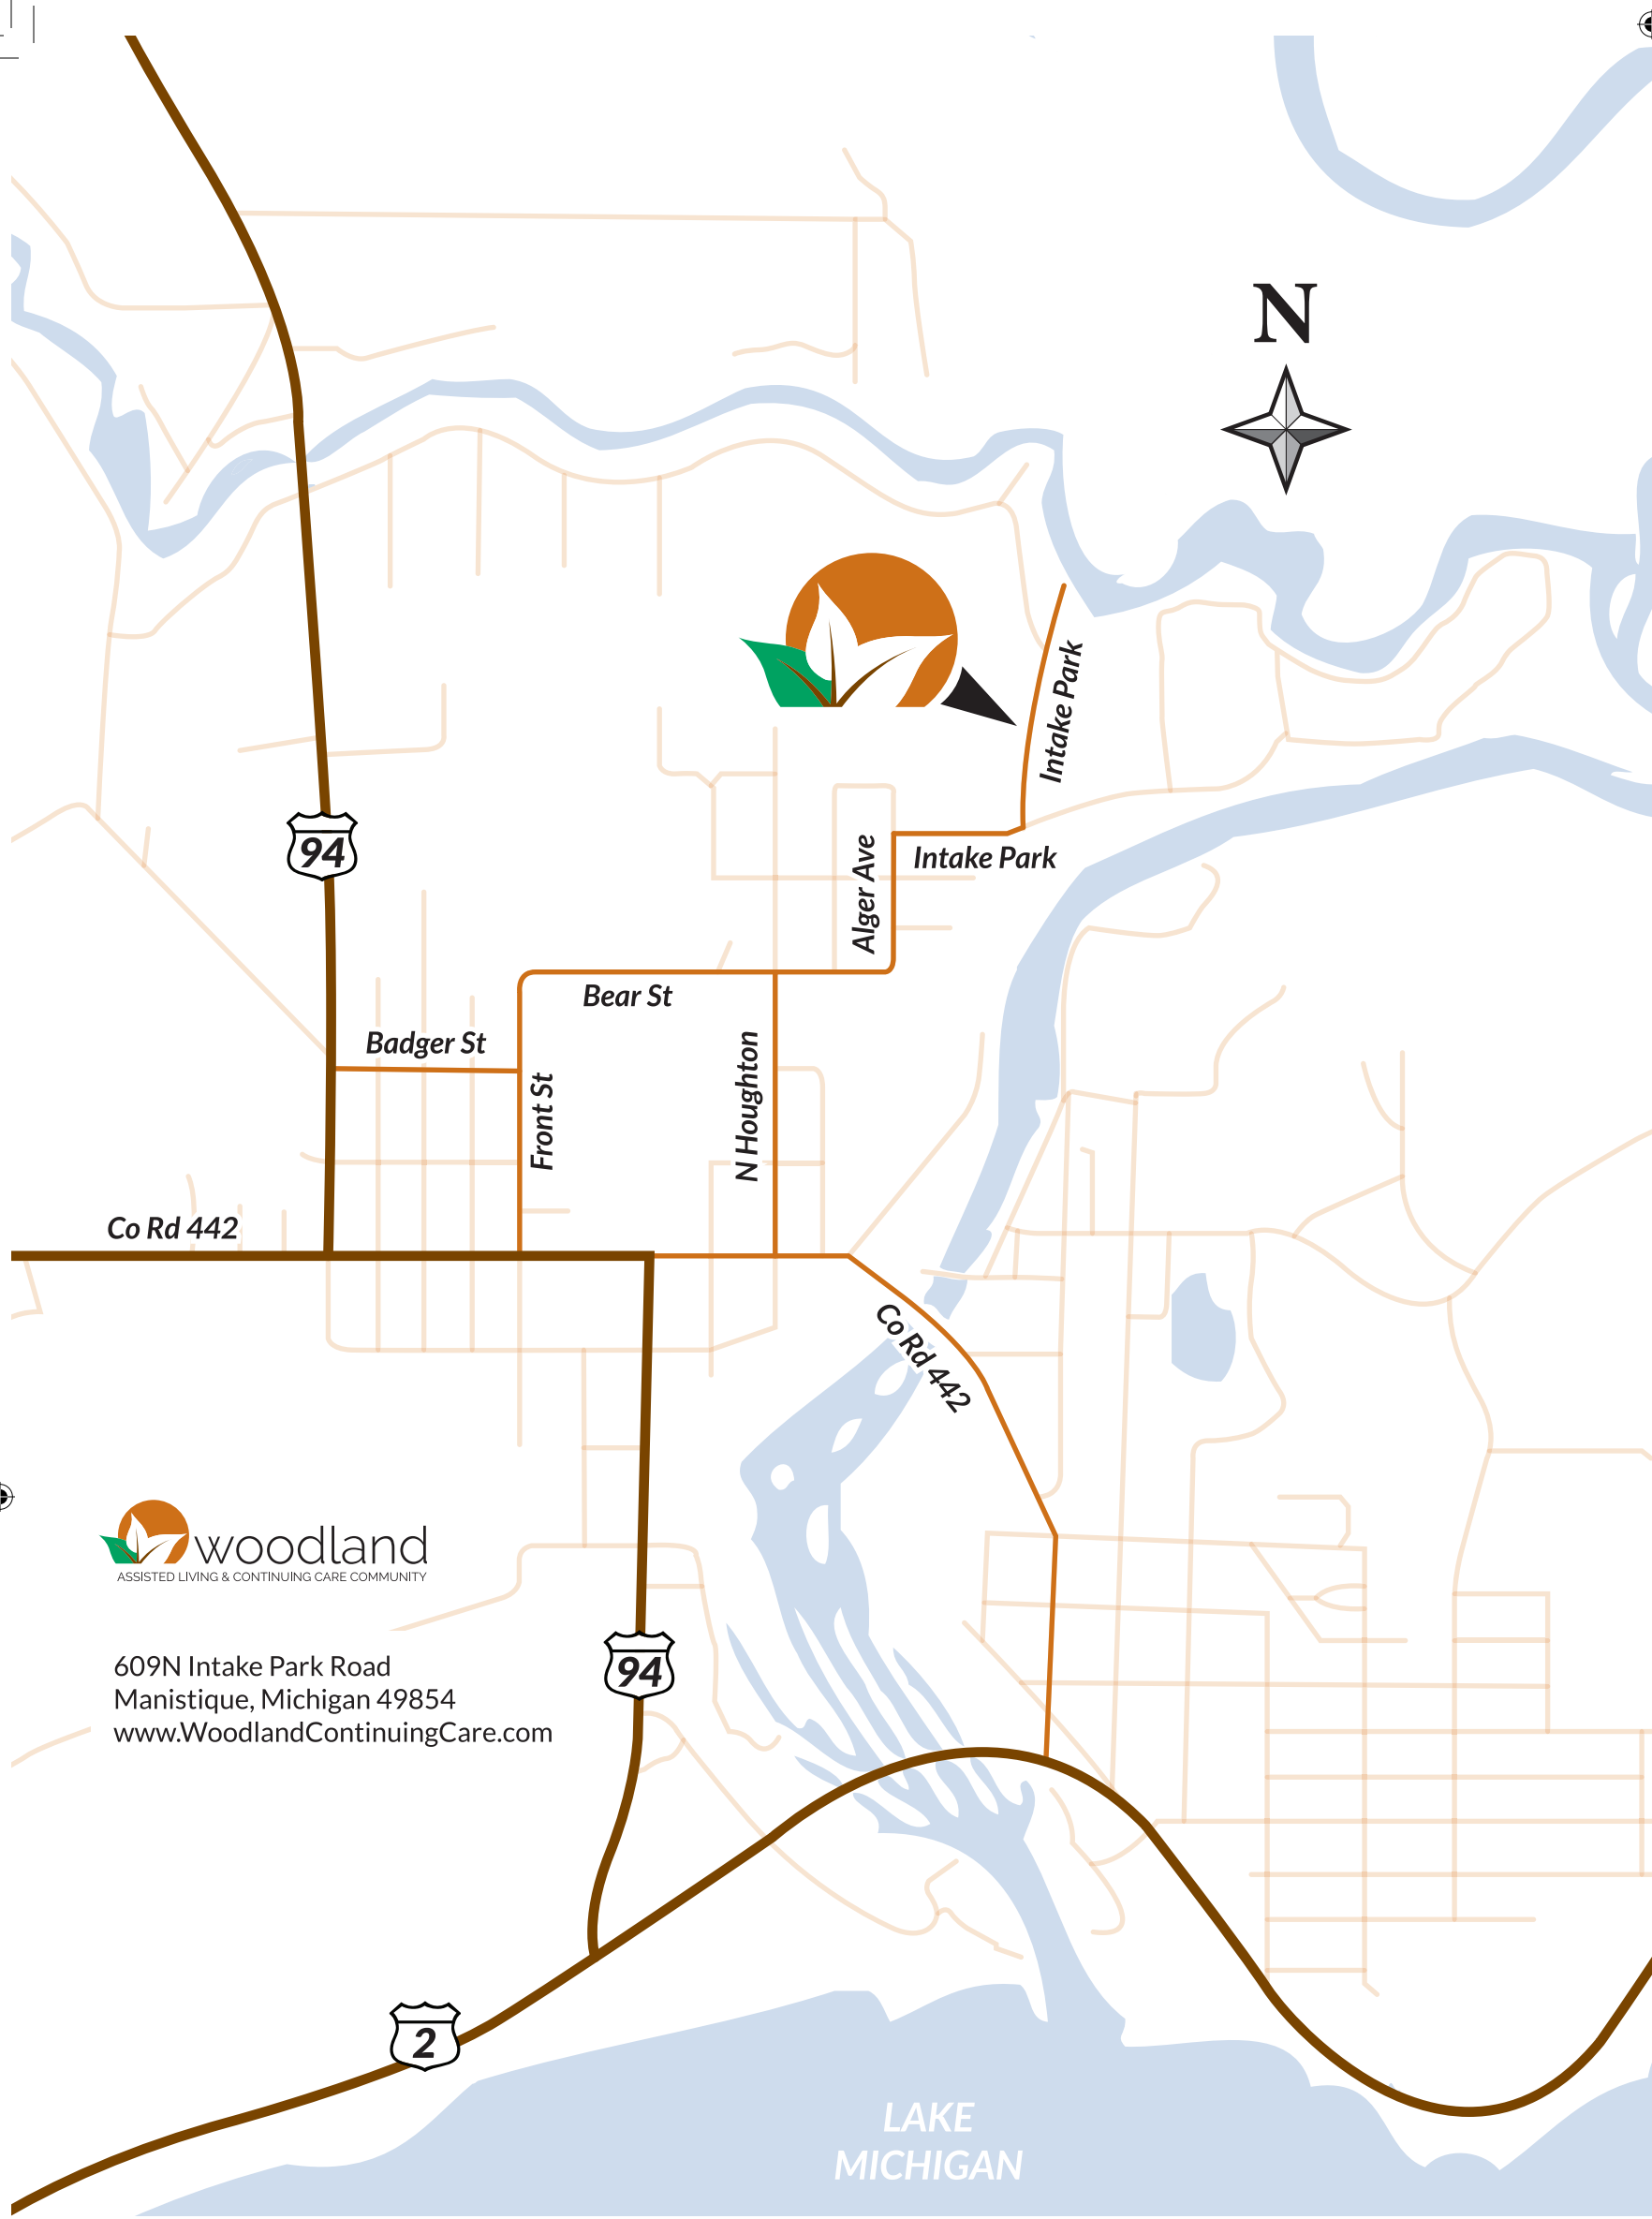 N
Intake Park
94
Intake Park
Alger Ave
Bear St
Badger St
Front St
N Houghton
Co Rd 442
Co Rd 442
woodland
ASSISTED LIVING & CONTINUING CARE COMMUNITY
609N Intake Park Road
Manistique, Michigan 49854
www.WoodlandContinuingCare.com
94
2
LAKE
MICHIGAN